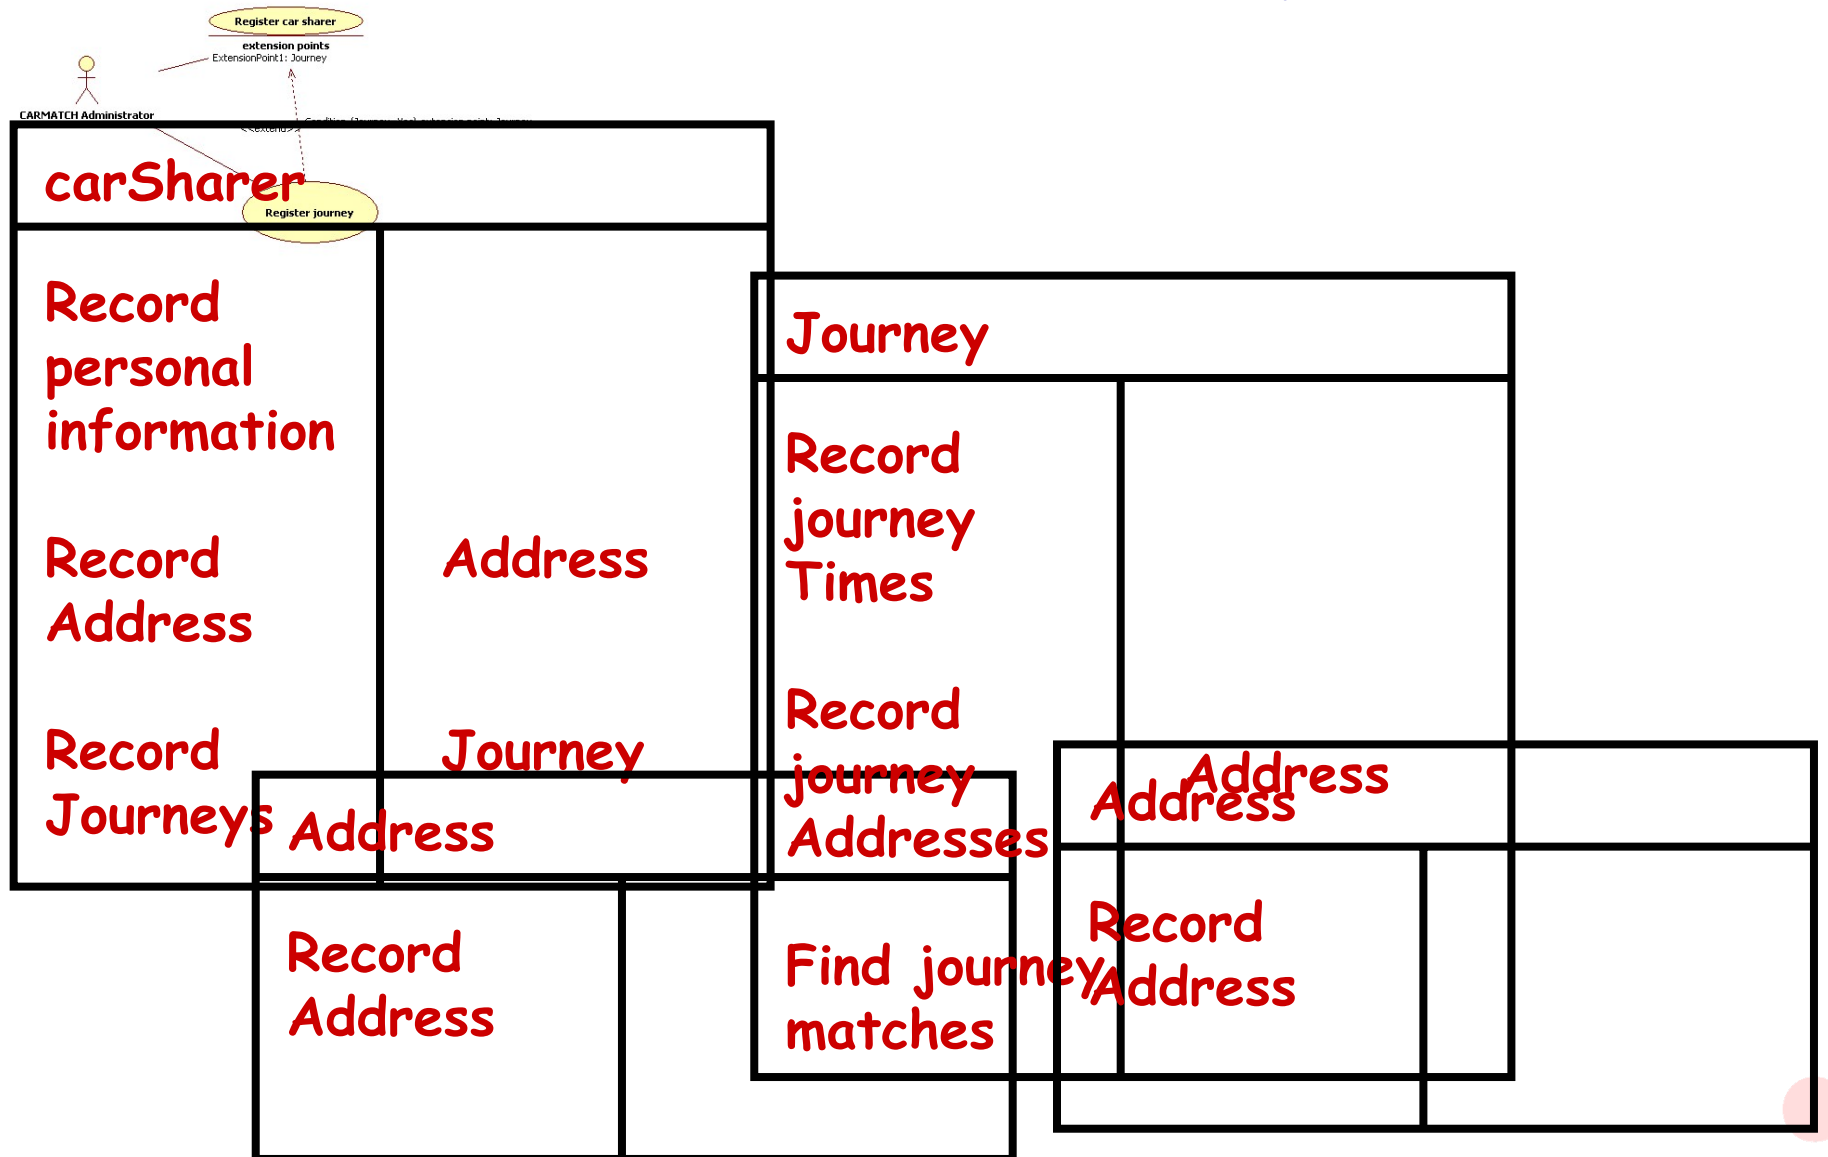 Register car sharer
extension points
ExtensionPoint1: Journey
CARMATCH Administrator
<<extend>>
carSharer
Register journey
Record
personal
information
Record
Address
Address
Record
Journeys
Journey
Journey
Record
journey
Times
Record
journey
Addresses
Address
Find journey
matches
Address
Record
Address
Address
Record
Address